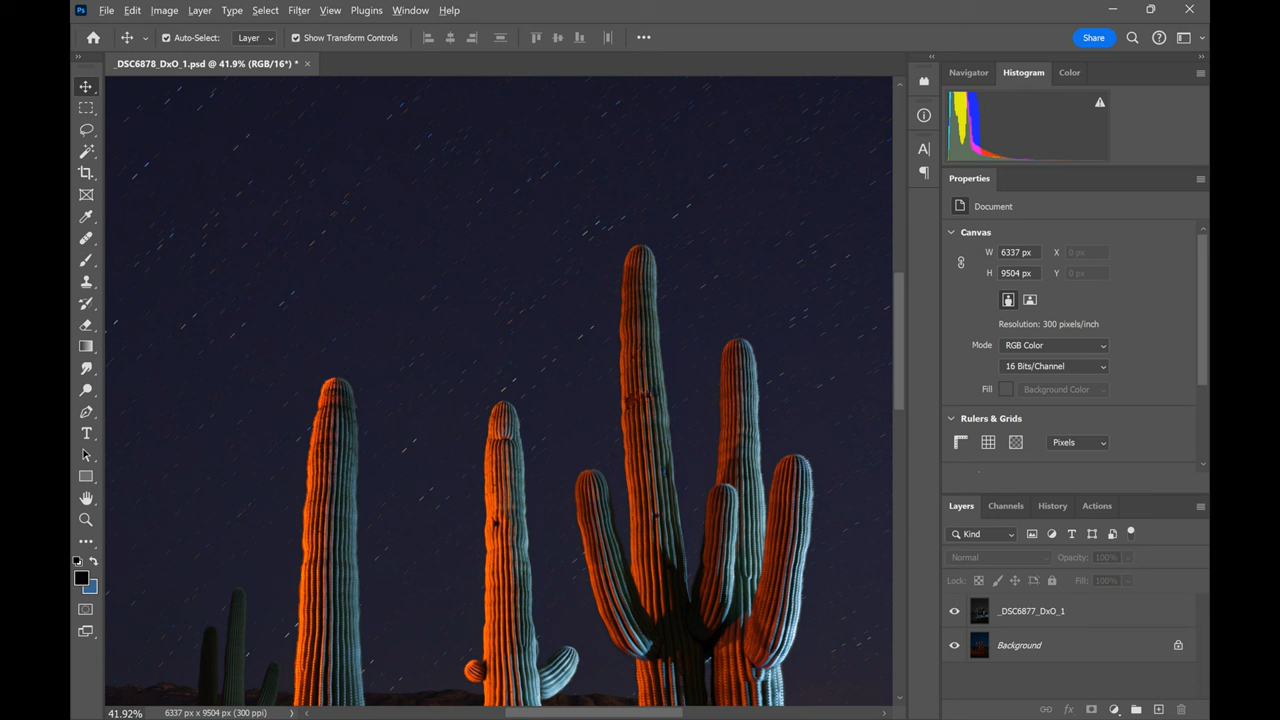 Ps File Edit Image Layer Type Select Filter View Plugins Window Help
Auto-Select: Layer Show Transform Controls Share
_DSC6878_DxO_1.psd @ 41.9% (RGB/16*) *
Navigator Histogram Color
Properties
Document
Canvas
W 6337 px X 0 px
H 9504 px Y 0 px
Resolution: 300 pixels/inch
Mode RGB Color
16 Bits/Channel
Fill Background Color
Rulers & Grids
Pixels
Layers Channels History Actions
Kind
Normal Opacity: 100%
Lock: Fill: 100%
_DSC6877_DxO_1
Background
41.92% 6337 px x 9504 px (300 ppi)